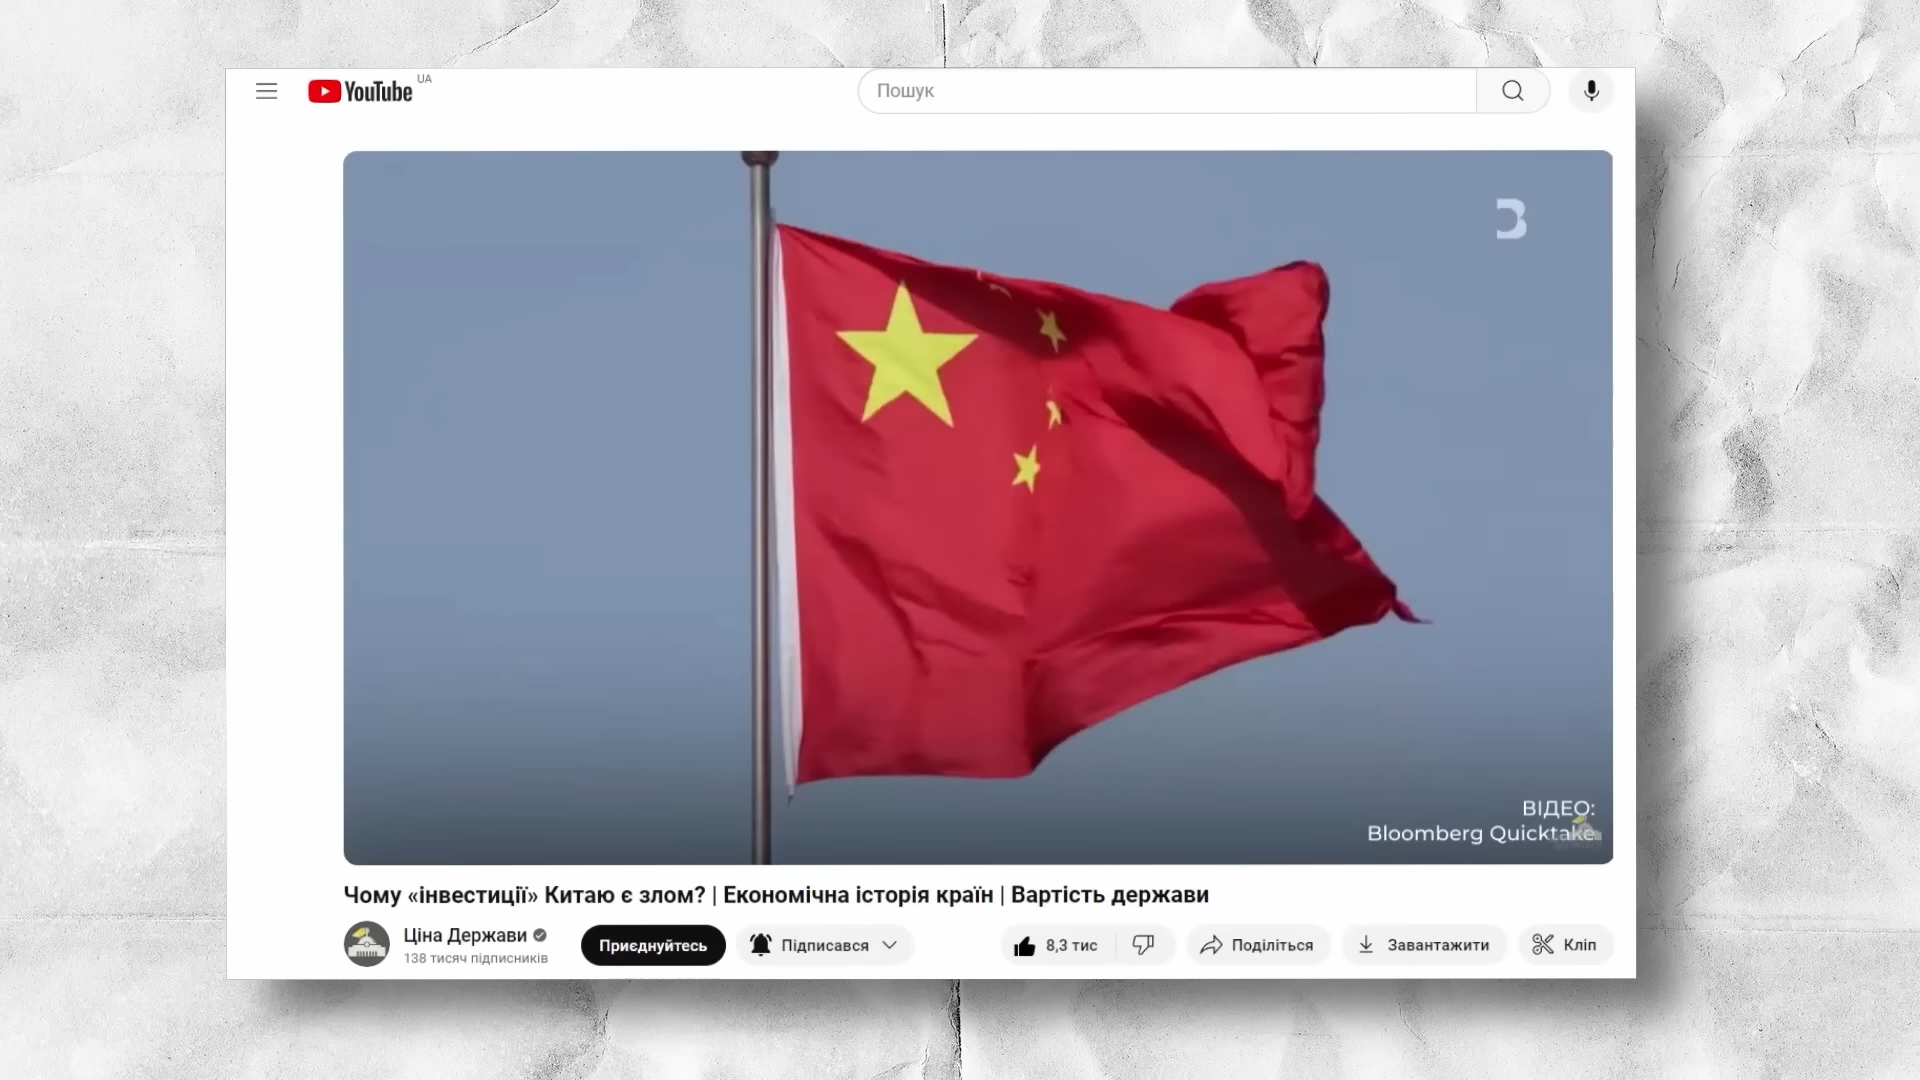 YouTube UA
Пошук
3
ВІДЕО:
Bloomberg Quicktake
Чому «інвестиції» Китаю є злом? | Економічна історія країн | Вартість держави
Ціна Держави
138 тисяч підписників
Приєднуйтесь
Підписався
8,3 тис
Поділіться
Завантажити
Кліп